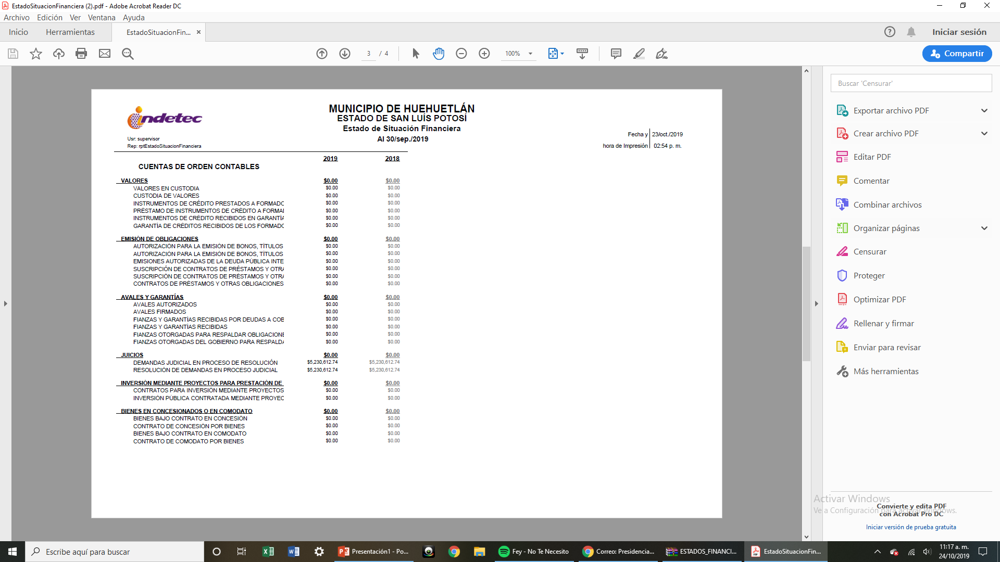 EstadoSituacionFinanciera (2).pdf - Adobe Acrobat Reader DC
Archivo Edición Ver Ventana Ayuda
Inicio Herramientas EstadoSituacionFin... × Iniciar sesión
3 / 4 100% Compartir
Buscar 'Censurar'
Exportar archivo PDF
Crear archivo PDF
Editar PDF
Comentar
Combinar archivos
Organizar páginas
Censurar
Proteger
Optimizar PDF
Rellenar y firmar
Enviar para revisar
Más herramientas
indetec
MUNICIPIO DE HUEHUETLÁN
ESTADO DE SAN LUÍS POTOSÍ
Estado de Situación Financiera
Al 30/sep./2019
Usr: supervisor
Rep: rptEstadoSituacionFinanciera
Fecha y 23/oct./2019
hora de Impresión 02:54 p. m.
2019 2018
CUENTAS DE ORDEN CONTABLES
VALORES $0.00 $0.00
VALORES EN CUSTODIA $0.00 $0.00
CUSTODIA DE VALORES $0.00 $0.00
INSTRUMENTOS DE CRÉDITO PRESTADOS A FORMADO $0.00 $0.00
PRÉSTAMO DE INSTRUMENTOS DE CRÉDITO A FORMA $0.00 $0.00
INSTRUMENTOS DE CRÉDITO RECIBIDOS EN GARANTÍA $0.00 $0.00
GARANTÍA DE CRÉDITOS RECIBIDOS DE LOS FORMADO $0.00 $0.00
EMISIÓN DE OBLIGACIONES $0.00 $0.00
AUTORIZACIÓN PARA LA EMISIÓN DE BONOS, TÍTULOS $0.00 $0.00
AUTORIZACIÓN PARA LA EMISIÓN DE BONOS, TÍTULOS $0.00 $0.00
EMISIONES AUTORIZADAS DE LA DEUDA PÚBLICA INTE $0.00 $0.00
SUSCRIPCIÓN DE CONTRATOS DE PRÉSTAMOS Y OTRA $0.00 $0.00
SUSCRIPCIÓN DE CONTRATOS DE PRÉSTAMOS Y OTRA $0.00 $0.00
CONTRATOS DE PRÉSTAMOS Y OTRAS OBLIGACIONES $0.00 $0.00
AVALES Y GARANTÍAS $0.00 $0.00
AVALES AUTORIZADOS $0.00 $0.00
AVALES FIRMADOS $0.00 $0.00
FIANZAS Y GARANTÍAS RECIBIDAS POR DEUDAS A COB $0.00 $0.00
FIANZAS Y GARANTÍAS RECIBIDAS $0.00 $0.00
FIANZAS OTORGADAS PARA RESPALDAR OBLIGACIONE $0.00 $0.00
FIANZAS OTORGADAS DEL GOBIERNO PARA RESPALDA $0.00 $0.00
JUICIOS $0.00 $0.00
DEMANDAS JUDICIAL EN PROCESO DE RESOLUCIÓN $5,230,612.74 $5,230,612.74
RESOLUCIÓN DE DEMANDAS EN PROCESO JUDICIAL $5,230,612.74 $5,230,612.74
INVERSIÓN MEDIANTE PROYECTOS PARA PRESTACIÓN DE $0.00 $0.00
CONTRATOS PARA INVERSIÓN MEDIANTE PROYECTOS $0.00 $0.00
INVERSIÓN PÚBLICA CONTRATADA MEDIANTE PROYEC $0.00 $0.00
BIENES EN CONCESIONADOS O EN COMODATO $0.00 $0.00
BIENES BAJO CONTRATO EN CONCESIÓN $0.00 $0.00
CONTRATO DE CONCESIÓN POR BIENES $0.00 $0.00
BIENES BAJO CONTRATO EN COMODATO $0.00 $0.00
CONTRATO DE COMODATO POR BIENES $0.00 $0.00
Activar Windows
Ve a Configuración para activar Windows.
Convierte y edita PDF
con Acrobat Pro DC
Iniciar versión de prueba gratuita
Escribe aquí para buscar
Presentación1 - Po...
Fey - No Te Necesito
Correo: Presidencia...
ESTADOS_FINANCI...
EstadoSituacionFin...
11:17 a. m.
24/10/2019